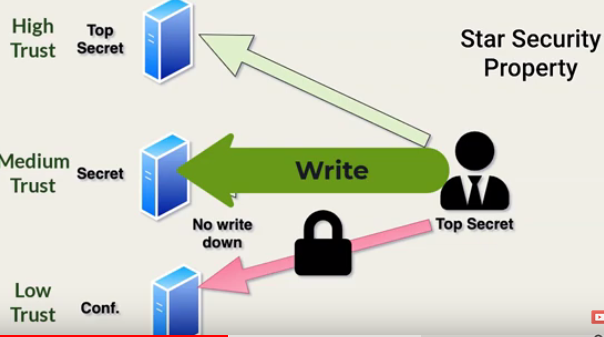 High
Trust
Top
Secret
Star Security
Property
Medium
Trust
Secret
Write
No write
down
Top Secret
Low
Trust
Conf.